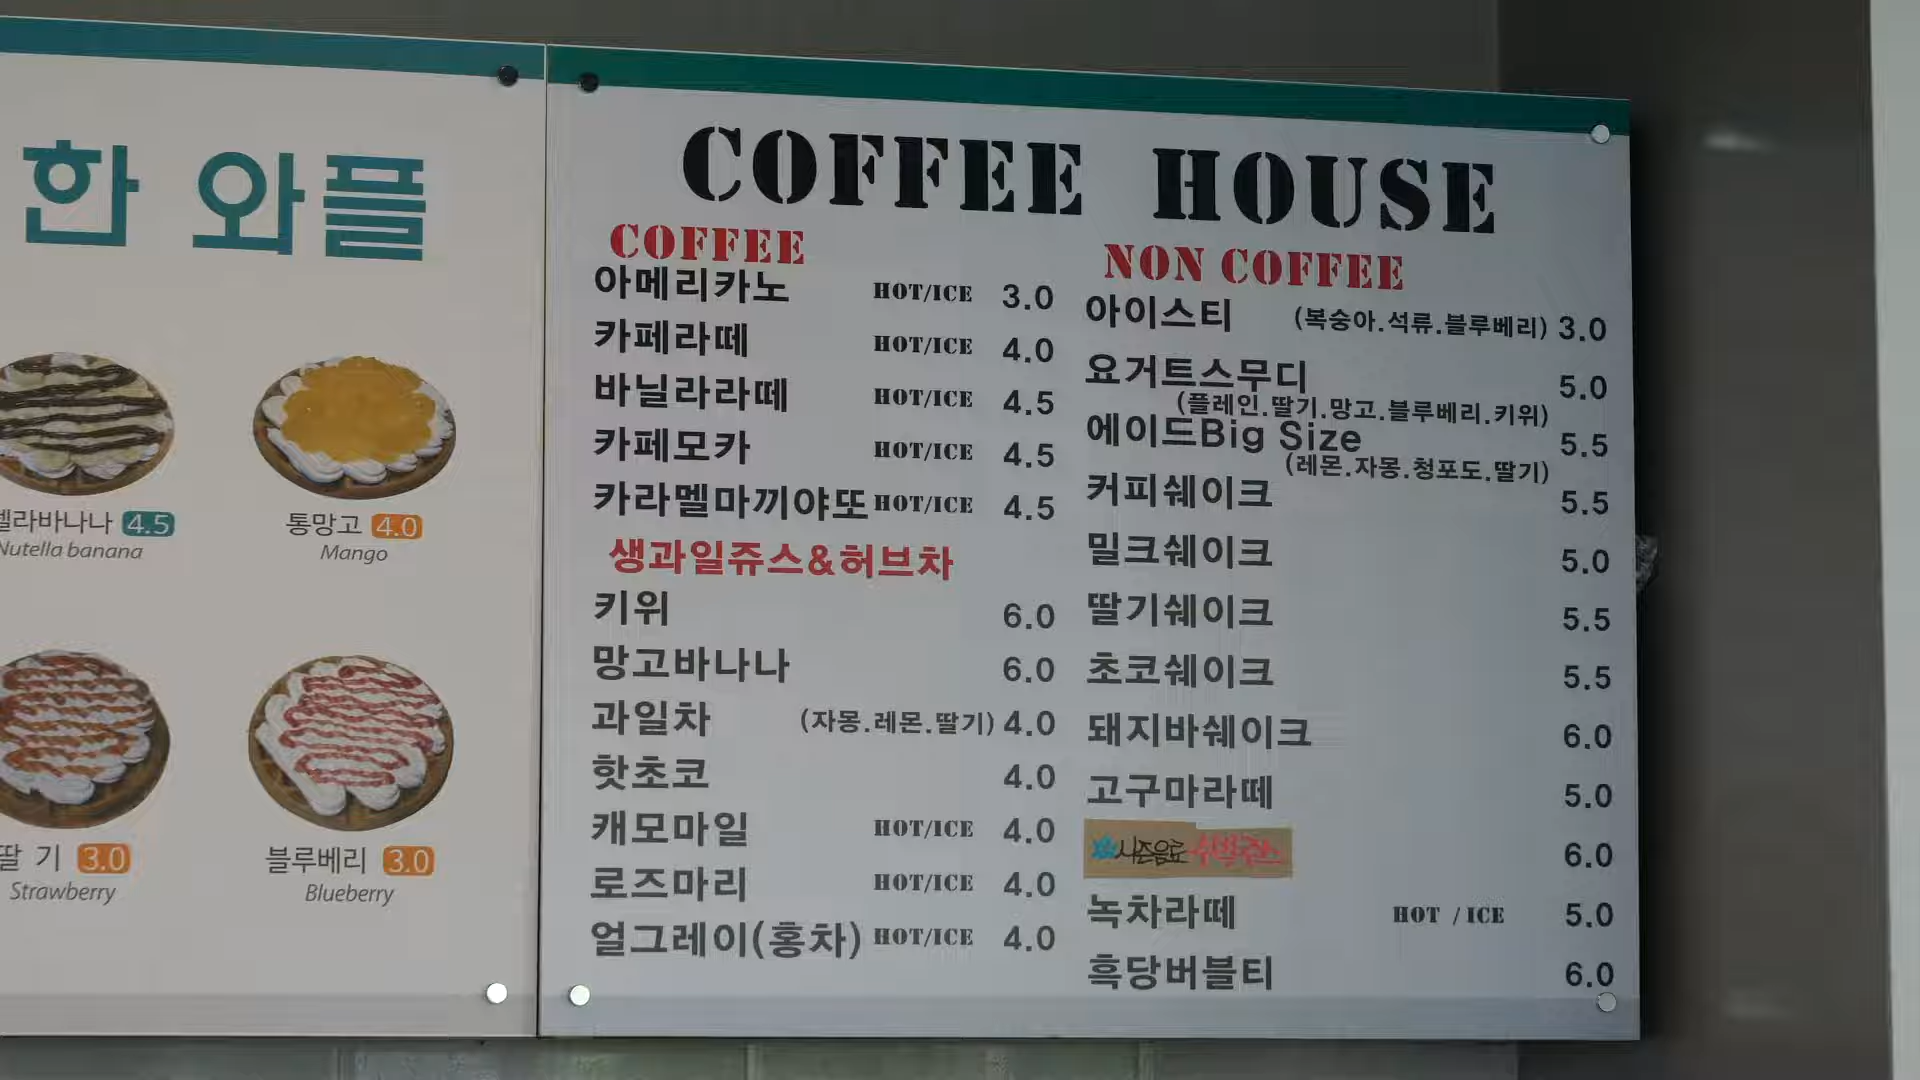 한 와플
텔라바나나 4.5
Nutella banana
통망고 4.0
Mango
딸 기 3.0
Strawberry
블루베리 3.0
Blueberry
COFFEE HOUSE
COFFEE
아메리카노 HOT/ICE 3.0
카페라떼 HOT/ICE 4.0
바닐라라떼 HOT/ICE 4.5
카페모카 HOT/ICE 4.5
카라멜마끼야또 HOT/ICE 4.5
생과일쥬스&허브차
키위 6.0
망고바나나 6.0
과일차 (자몽.레몬.딸기) 4.0
핫초코 4.0
캐모마일 HOT/ICE 4.0
로즈마리 HOT/ICE 4.0
얼그레이(홍차) HOT/ICE 4.0
NON COFFEE
아이스티 (복숭아.석류.블루베리) 3.0
요거트스무디 5.0
(플레인.딸기.망고.블루베리.키위)
에이드Big Size 5.5
(레몬.자몽.청포도.딸기)
커피쉐이크 5.5
밀크쉐이크 5.0
딸기쉐이크 5.5
초코쉐이크 5.5
돼지바쉐이크 6.0
고구마라떼 5.0
시즌음료 수박쥬스 6.0
녹차라떼 HOT / ICE 5.0
흑당버블티 6.0